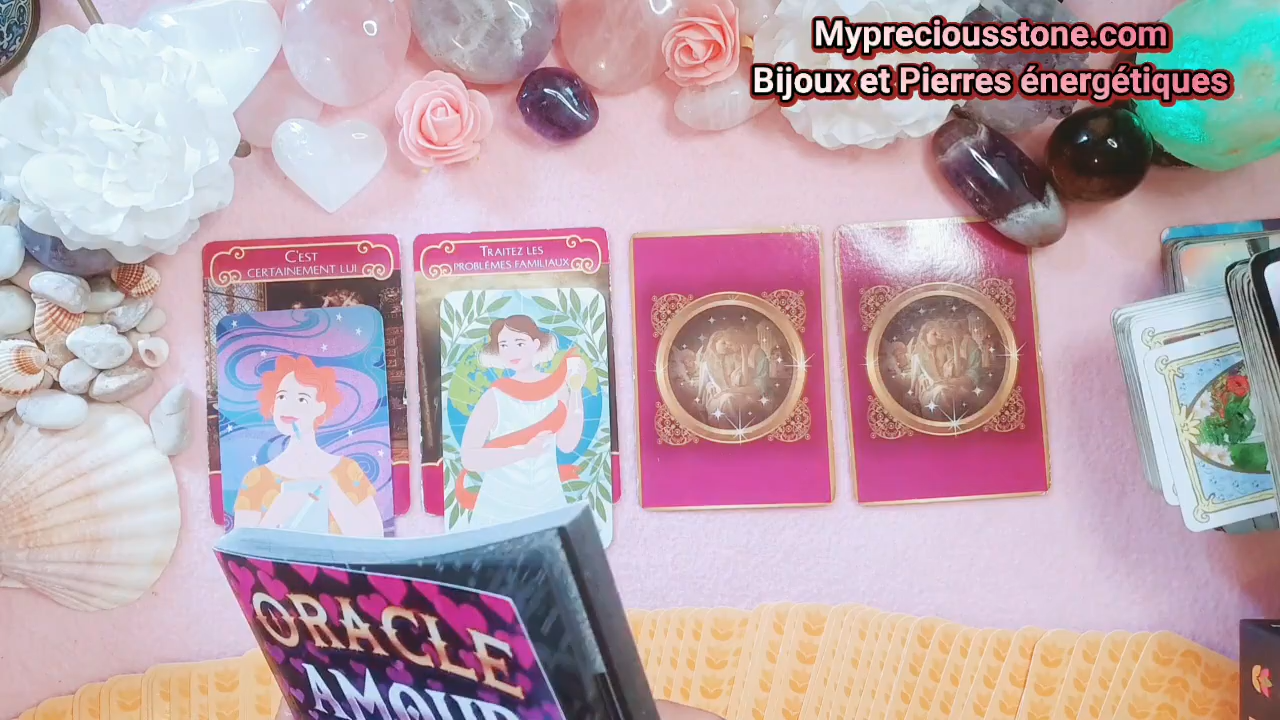 Mypreciousstone.com
Bijoux et Pierres énergétiques
C'EST
CERTAINEMENT LUI
TRAITEZ LES
PROBLÈMES FAMILIAUX
ORACLE
AMOUR